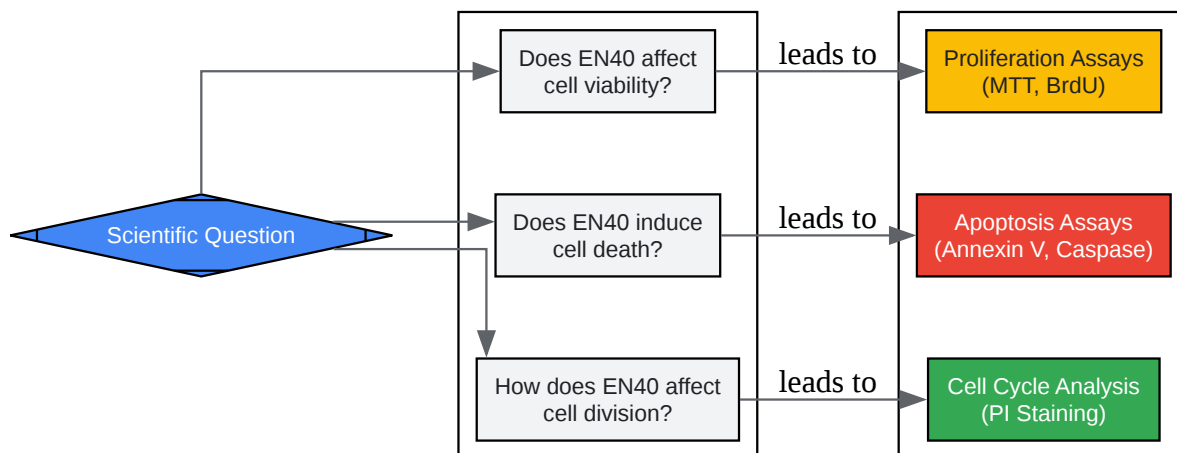 Does EN40 affect
cell viability?
leads to
Proliferation Assays
(MTT, BrdU)
Scientific Question
Does EN40 induce
cell death?
leads to
Apoptosis Assays
(Annexin V, Caspase)
How does EN40 affect
cell division?
leads to
Cell Cycle Analysis
(PI Staining)